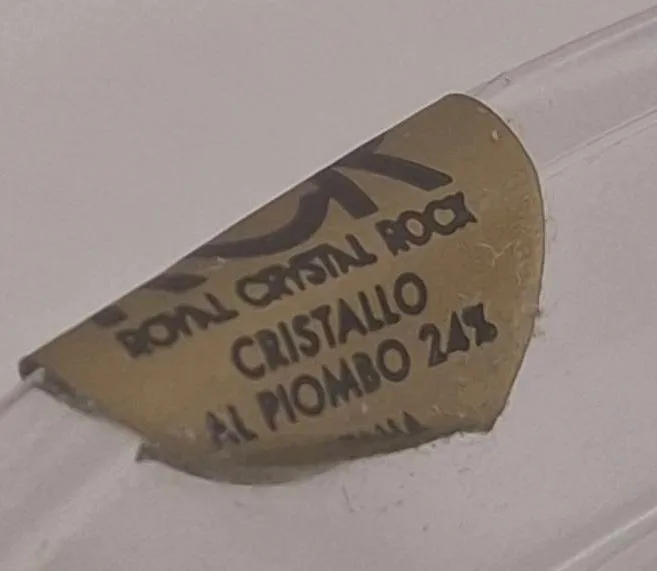 ROYAL CRYSTAL ROCK
CRISTALLO
AL PIOMBO 24%